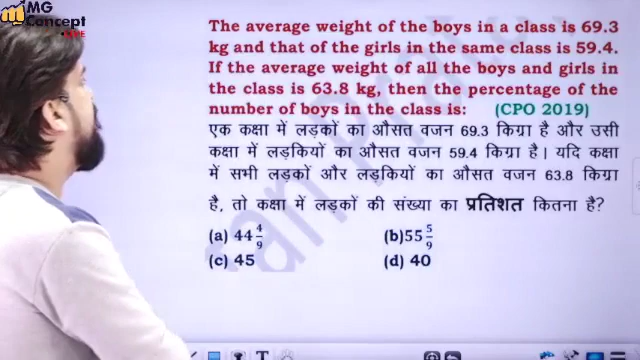 MG
Concept
LIVE
The average weight of the boys in a class is 69.3
kg and that of the girls in the same class is 59.4.
If the average weight of all the boys and girls in
the class is 63.8 kg, then the percentage of the
number of boys in the class is: (CPO 2019)
एक कक्षा में लड़कों का औसत वजन 69.3 किग्रा है और उसी
कक्षा में लड़कियों का औसत वजन 59.4 किग्रा है। यदि कक्षा
में सभी लड़कों और लड़कियों का औसत वजन 63.8 किग्रा
है, तो कक्षा में लड़कों की संख्या का प्रतिशत कितना है?
(a) 44 4/9 (b)55 5/9
(c) 45 (d) 40